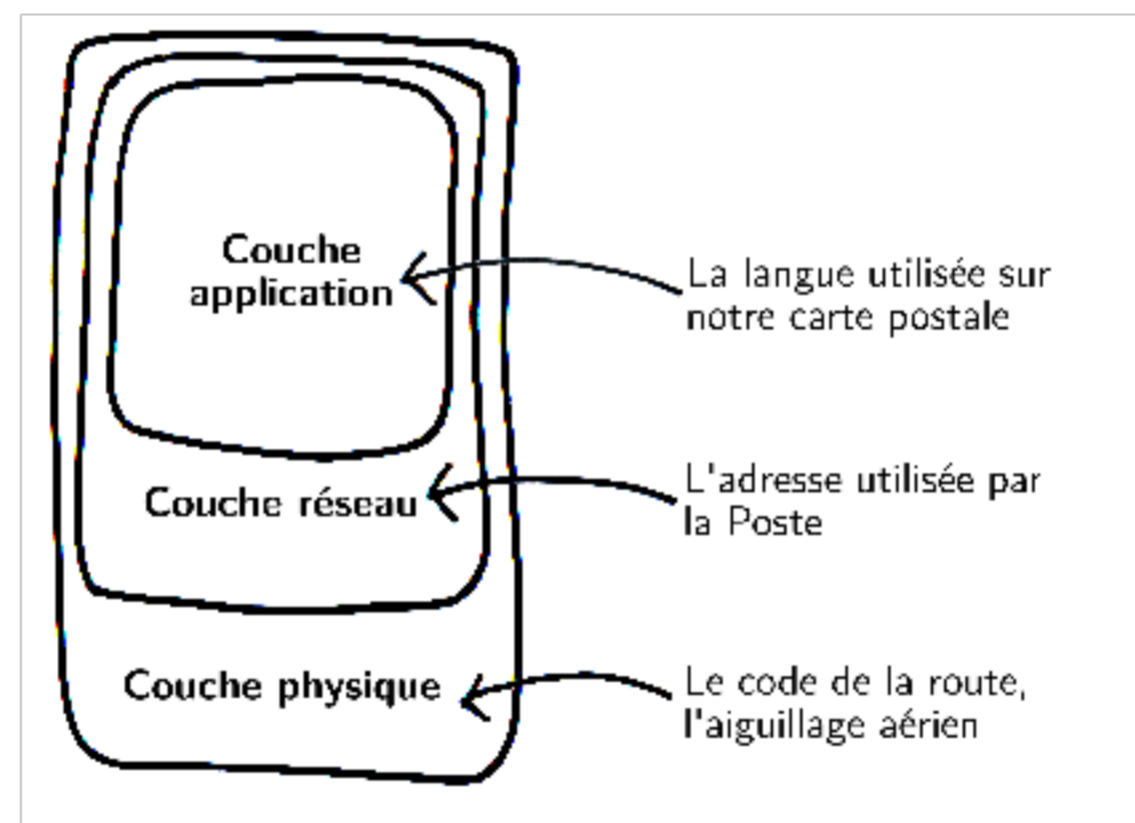 Couche
application
La langue utilisée sur
notre carte postale
Couche réseau
L'adresse utilisée par
la Poste
Couche physique
Le code de la route,
l'aiguillage aérien